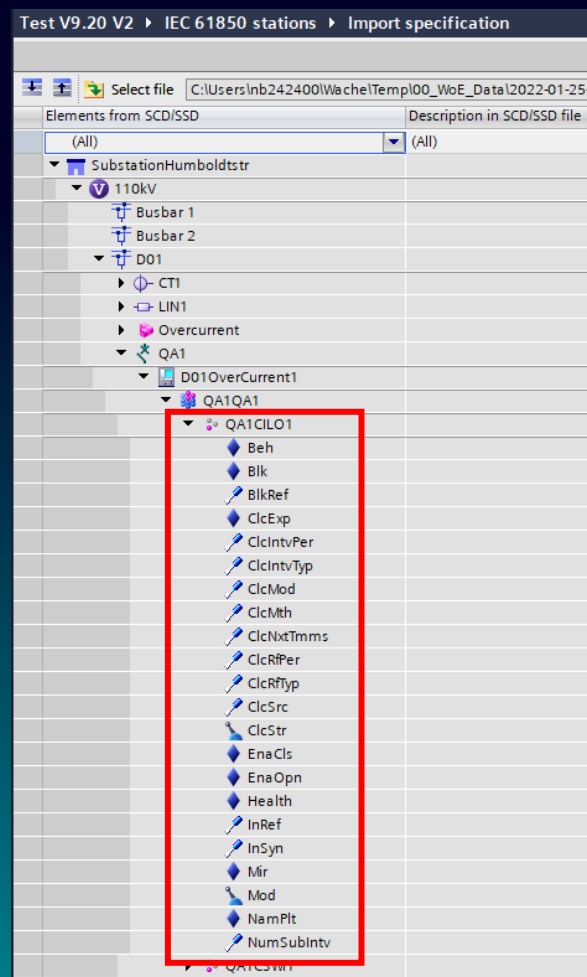 Test V9.20 V2 ▸ IEC 61850 stations ▸ Import specification
Select file C:\Users\nb242400\Wache\Temp\00_WoE_Data\2022-01-25
Elements from SCD/SSD Description in SCD/SSD file
(All) (All)
SubstationHumboldtstr
V 110kV
Busbar 1
Busbar 2
D01
CT1
LIN1
Overcurrent
QA1
D01OverCurrent1
QA1QA1
QA1CILO1
Beh
Blk
BlkRef
ClcExp
ClcIntvPer
ClcIntvTyp
ClcMod
ClcMth
ClcNxtTmms
ClcRfPer
ClcRfTyp
ClcSrc
ClcStr
EnaCls
EnaOpn
Health
InRef
InSyn
Mir
Mod
NamPlt
NumSubIntv
QA1CSWI1